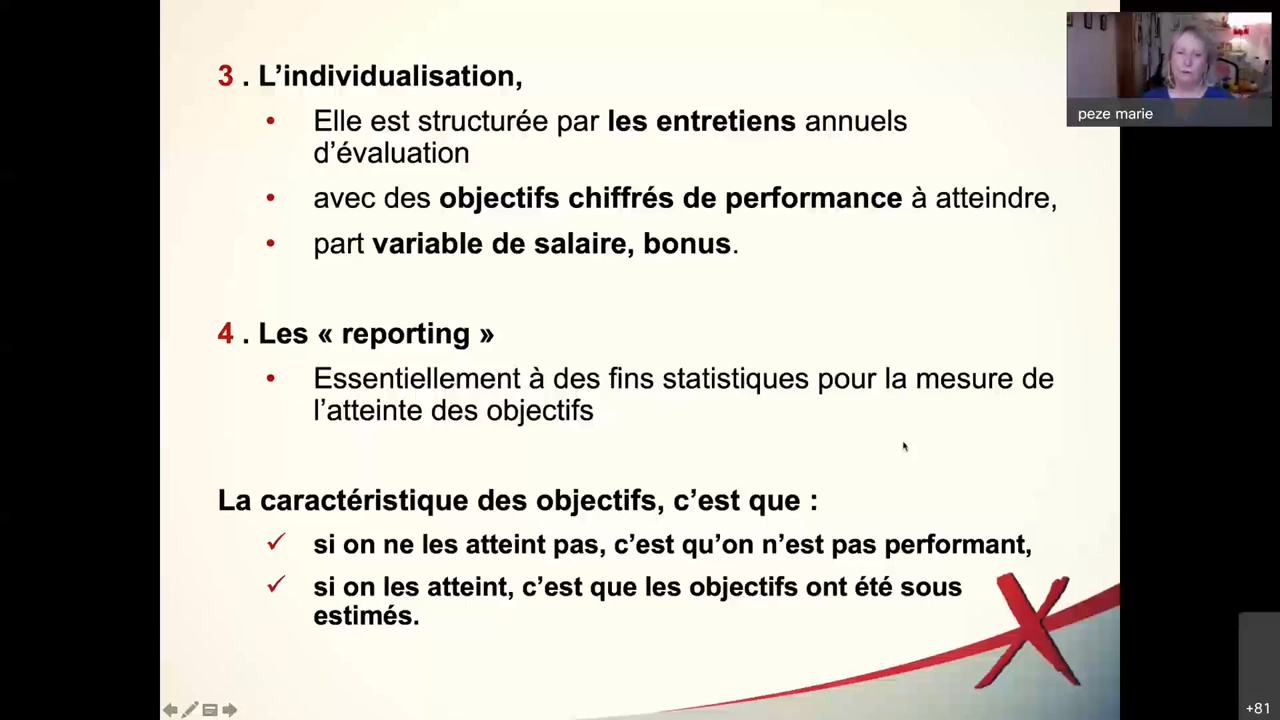 3 . L’individualisation,
• Elle est structurée par les entretiens annuels
d’évaluation
• avec des objectifs chiffrés de performance à atteindre,
• part variable de salaire, bonus.
4 . Les « reporting »
• Essentiellement à des fins statistiques pour la mesure de
l’atteinte des objectifs
La caractéristique des objectifs, c’est que :
✓ si on ne les atteint pas, c’est qu’on n’est pas performant,
✓ si on les atteint, c’est que les objectifs ont été sous
estimés.
peze marie
+81